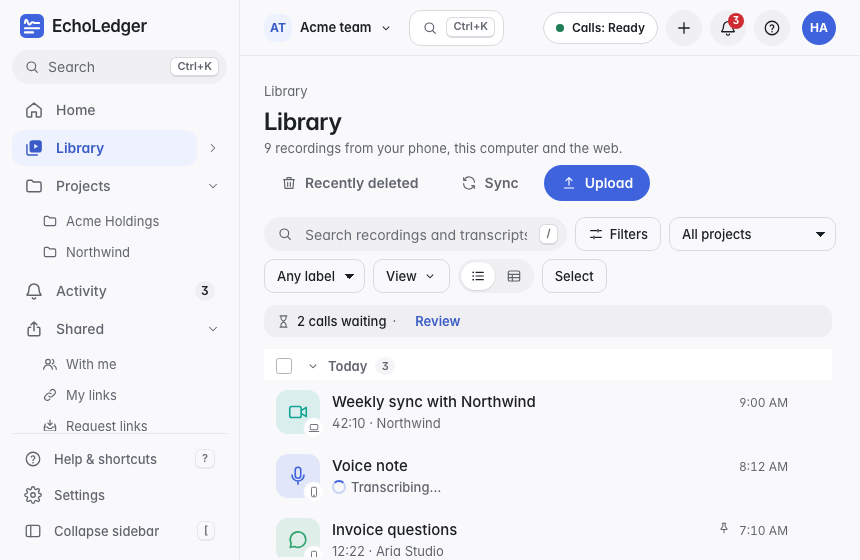 EchoLedger
Search Ctrl+K
Home
Library
Projects
Acme Holdings
Northwind
Activity 3
Shared
With me
My links
Request links
Help & shortcuts ?
Settings
Collapse sidebar [
AT Acme team Ctrl+K Calls: Ready 3 HA
Library
Library
9 recordings from your phone, this computer and the web.
Recently deleted Sync Upload
Search recordings and transcripts / Filters All projects
Any label View Select
2 calls waiting · Review
Today 3
Weekly sync with Northwind 9:00 AM
42:10 · Northwind
Voice note 8:12 AM
Transcribing...
Invoice questions 7:10 AM
12:22 · Aria Studio